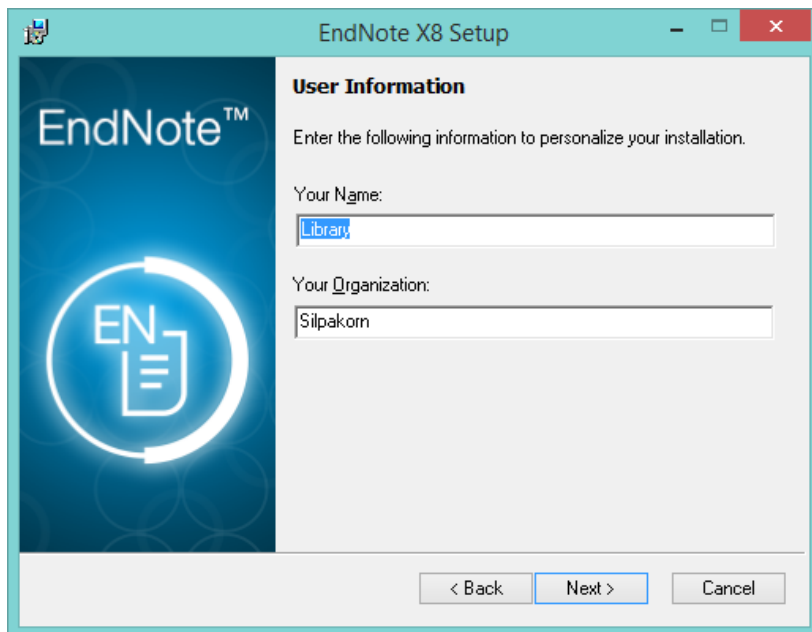 EndNote X8 Setup
EndNote™
User Information
Enter the following information to personalize your installation.
Your Name:
Library
Your Organization:
Silpakorn
EN
< Back
Next >
Cancel